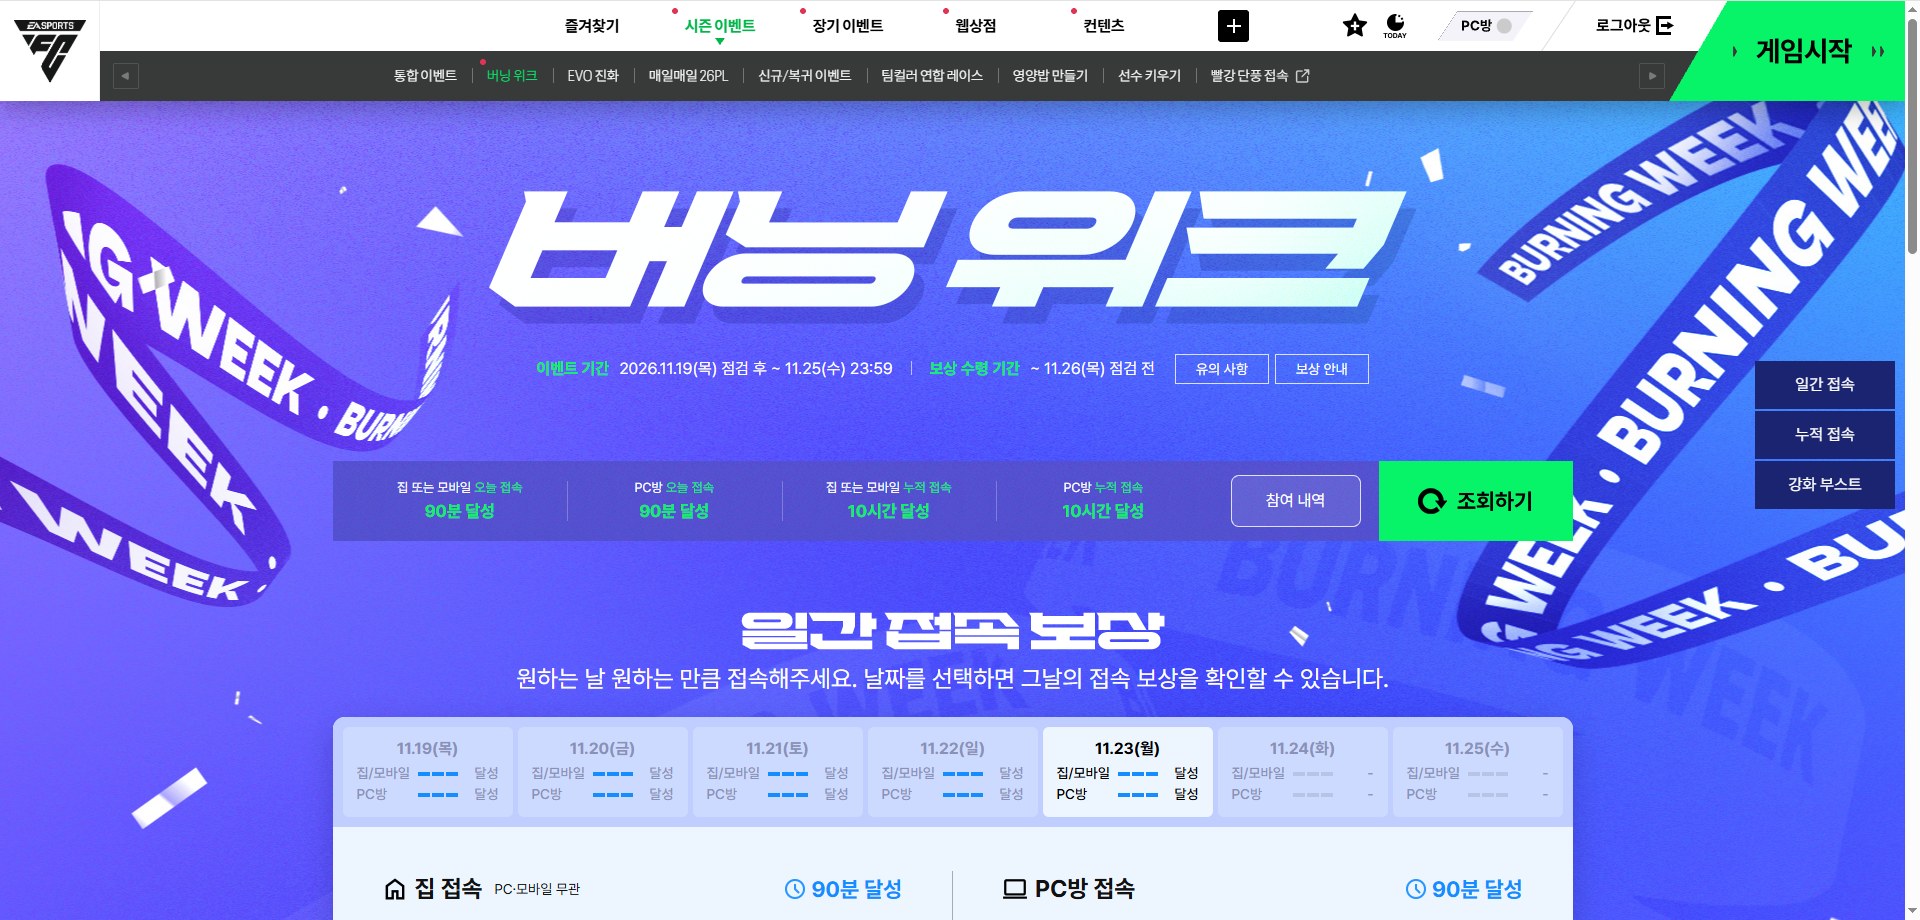 EA SPORTS
FC
즐겨찾기
시즌 이벤트
장기 이벤트
웹상점
컨텐츠
TODAY
PC방
로그아웃
게임시작
통합 이벤트
버닝 위크
EVO 진화
매일매일 26PL
신규/복귀 이벤트
팀컬러 연합 레이스
영양밥 만들기
선수 키우기
빨강 단풍 접속
버닝 위크
BURNING WEEK
BURNING WEEK
NG WEEK • BURN
WEEK
WEEK •
WEEK • BURNING WEEK
NG WEEK • BU
이벤트 기간 2026.11.19(목) 점검 후 ~ 11.25(수) 23:59
보상 수령 기간 ~ 11.26(목) 점검 전
유의 사항
보상 안내
일간 접속
누적 접속
강화 부스트
집 또는 모바일 오늘 접속
90분 달성
PC방 오늘 접속
90분 달성
집 또는 모바일 누적 접속
10시간 달성
PC방 누적 접속
10시간 달성
참여 내역
조회하기
일간 접속 보상
원하는 날 원하는 만큼 접속해주세요. 날짜를 선택하면 그날의 접속 보상을 확인할 수 있습니다.
11.19(목)
집/모바일 달성
PC방 달성
11.20(금)
집/모바일 달성
PC방 달성
11.21(토)
집/모바일 달성
PC방 달성
11.22(일)
집/모바일 달성
PC방 달성
11.23(월)
집/모바일 달성
PC방 달성
11.24(화)
집/모바일 -
PC방 -
11.25(수)
집/모바일 -
PC방 -
집 접속 PC·모바일 무관
90분 달성
PC방 접속
90분 달성